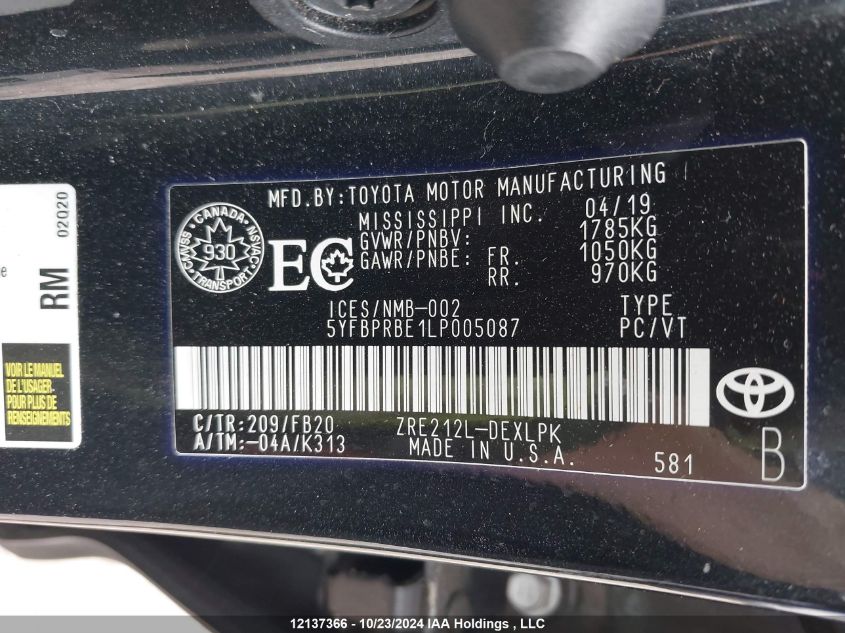 MFD.BY:TOYOTA MOTOR MANUFACTURING
MISSISSIPPI INC. 04/19
GVWR/PNBV: 1785KG
GAWR/PNBE: FR. 1050KG
RR. 970KG
CANADA
CMVSS 930 NSVAC
TRANSPORT
EC
ICES/NMB-002 TYPE
5YFBPRBE1LP005087 PC/VT
C/TR:209/FB20 ZRE212L-DEXLPK
A/TM:-04A/K313 MADE IN U.S.A. 581
B
RM
02020
VOIR LE MANUEL
DE L'USAGER
POUR PLUS DE
RENSEIGNEMENTS
12137366 - 10/23/2024 IAA Holdings , LLC